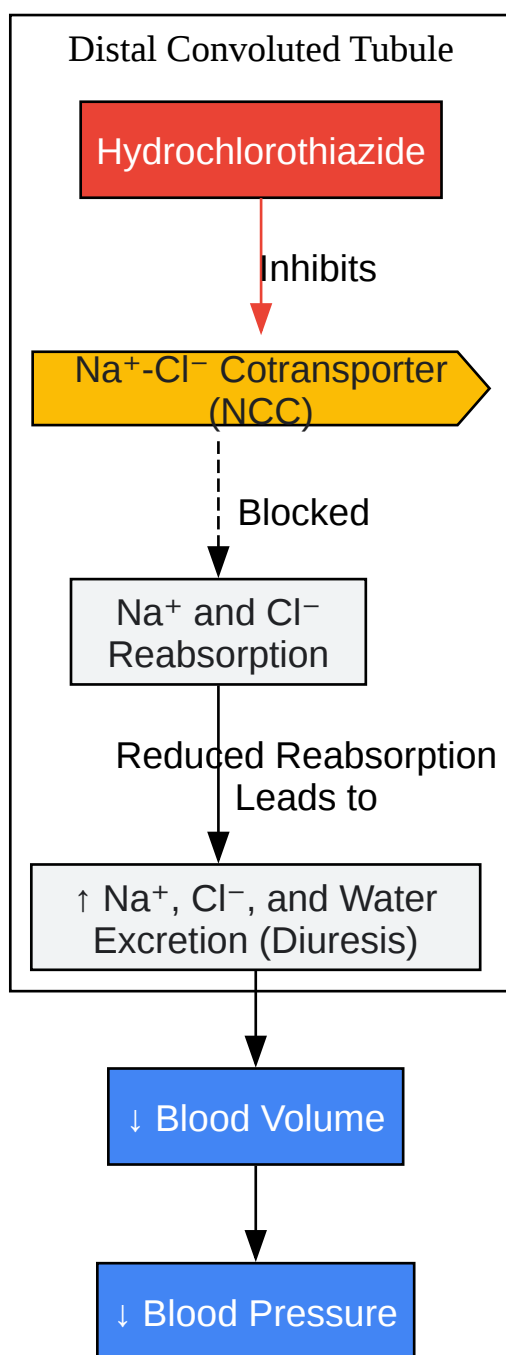 Distal Convoluted Tubule
Hydrochlorothiazide
Inhibits
Na⁺-Cl⁻ Cotransporter
(NCC)
Blocked
Na⁺ and Cl⁻
Reabsorption
Reduced Reabsorption
Leads to
↑ Na⁺, Cl⁻, and Water
Excretion (Diuresis)
↓ Blood Volume
↓ Blood Pressure